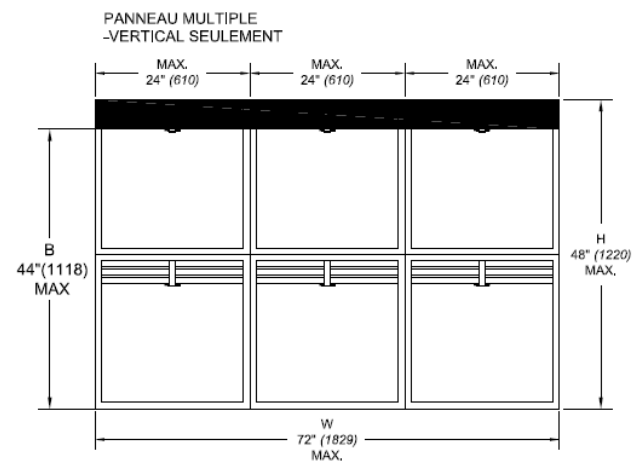 PANNEAU MULTIPLE
-VERTICAL SEULEMENT
MAX.
24" (610)
MAX.
24" (610)
MAX.
24" (610)
B
44"(1118)
MAX
H
48" (1220)
MAX.
W
72" (1829)
MAX.